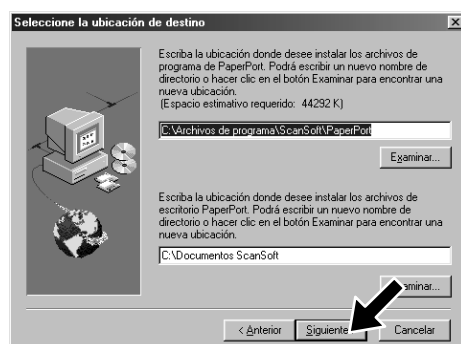 Seleccione la ubicación de destino
Escriba la ubicación donde desee instalar los archivos de
programa de PaperPort. Podrá escribir un nuevo nombre de
directorio o hacer clic en el botón Examinar para encontrar una
nueva ubicación.
(Espacio estimativo requerido: 44292 K)
C:\Archivos de programa\ScanSoft\PaperPort
Examinar...
Escriba la ubicación donde desee instalar los archivos de
escritorio PaperPort. Podrá escribir un nuevo nombre de
directorio o hacer clic en el botón Examinar para encontrar una
nueva ubicación.
C:\Documentos ScanSoft
aminar...
< Anterior Siguiente Cancelar